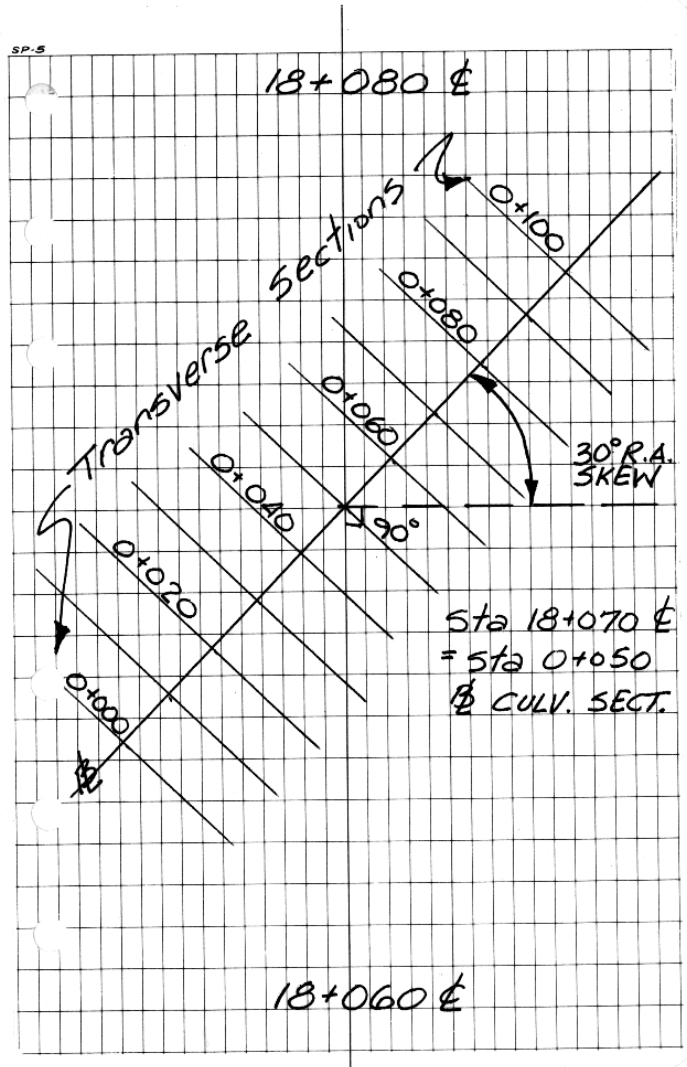 SP-5
18+080 ℄
Transverse Sections
0+100
0+080
0+060
0+040
0+020
0+000
30° R.A.
SKEW
90°
Sta 18+070 ℄
= Sta 0+050
CULV. SECT.
18+060 ℄